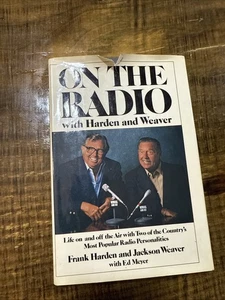 ON THE
RADIO
with Harden and Weaver
Life on and off the Air with Two of the Country's
Most Popular Radio Personalities
Frank Harden and Jackson Weaver
with Ed Meyer